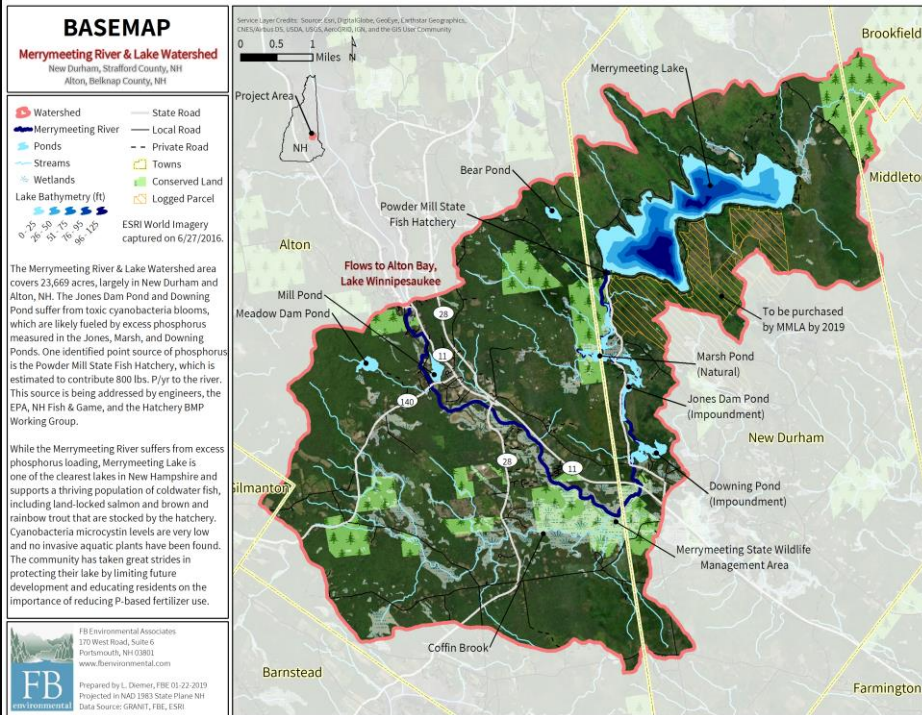 BASEMAP
Merrymeeting River & Lake Watershed
New Durham, Strafford County, NH
Alton, Belknap County, NH
Watershed
Merrymeeting River
Ponds
Streams
Wetlands
Lake Bathymetry (ft)
0 - 25
26 - 50
51 - 75
76 - 95
96 - 125
State Road
Local Road
Private Road
Towns
Conserved Land
Logged Parcel
ESRI World Imagery
captured on 6/27/2016.
The Merrymeeting River & Lake Watershed area
covers 23,669 acres, largely in New Durham and
Alton, NH. The Jones Dam Pond and Downing
Pond suffer from toxic cyanobacteria blooms,
which are likely fueled by excess phosphorus
measured in the Jones, Marsh, and Downing
Ponds. One identified point source of phosphorus
is the Powder Mill State Fish Hatchery, which is
estimated to contribute 800 lbs. P/yr to the river.
This source is being addressed by engineers, the
EPA, NH Fish & Game, and the Hatchery BMP
Working Group.
While the Merrymeeting River suffers from excess
phosphorus loading, Merrymeeting Lake is
one of the clearest lakes in New Hampshire and
supports a thriving population of coldwater fish,
including land-locked salmon and brown and
rainbow trout that are stocked by the hatchery.
Cyanobacteria microcystin levels are very low
and no invasive aquatic plants have been found.
The community has taken great strides in
protecting their lake by limiting future
development and educating residents on the
importance of reducing P-based fertilizer use.
FB
environmental
FB Environmental Associates
170 West Road, Suite 6
Portsmouth, NH 03801
www.fbenvironmental.com
Prepared by L. Diemer, FBE 01-22-2019
Projected in NAD 1983 State Plane NH
Data Source: GRANIT, FBE, ESRI
Service Layer Credits: Source: Esri, DigitalGlobe, GeoEye, Earthstar Geographics,
CNES/Airbus DS, USDA, USGS, AeroGRID, IGN, and the GIS User Community
0 0.5 1
Miles
N
Project Area
NH
Brookfield
Merrymeeting Lake
Middleton
Bear Pond
Powder Mill State
Fish Hatchery
Alton
Flows to Alton Bay,
Lake Winnipesaukee
Mill Pond
Meadow Dam Pond
28
11
140
28
11
To be purchased
by MMLA by 2019
Marsh Pond
(Natural)
Jones Dam Pond
(Impoundment)
New Durham
Downing Pond
(Impoundment)
Gilmanton
Merrymeeting State Wildlife
Management Area
Coffin Brook
Barnstead
Farmington